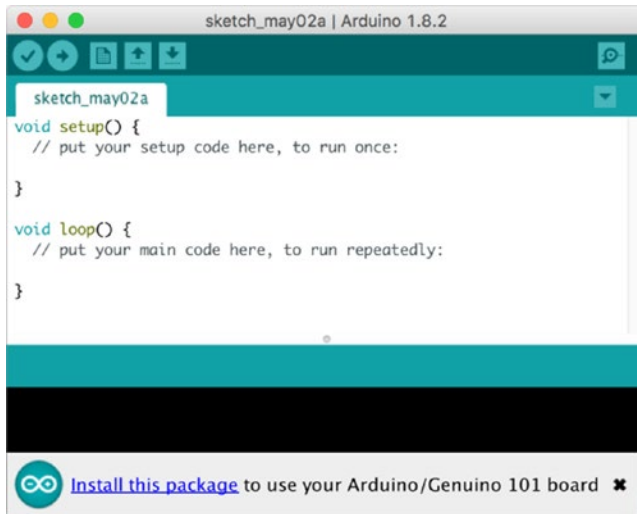 sketch_may02a | Arduino 1.8.2
sketch_may02a
void setup() {
  // put your setup code here, to run once:
}
void loop() {
  // put your main code here, to run repeatedly:
}
Install this package to use your Arduino/Genuino 101 board ✖